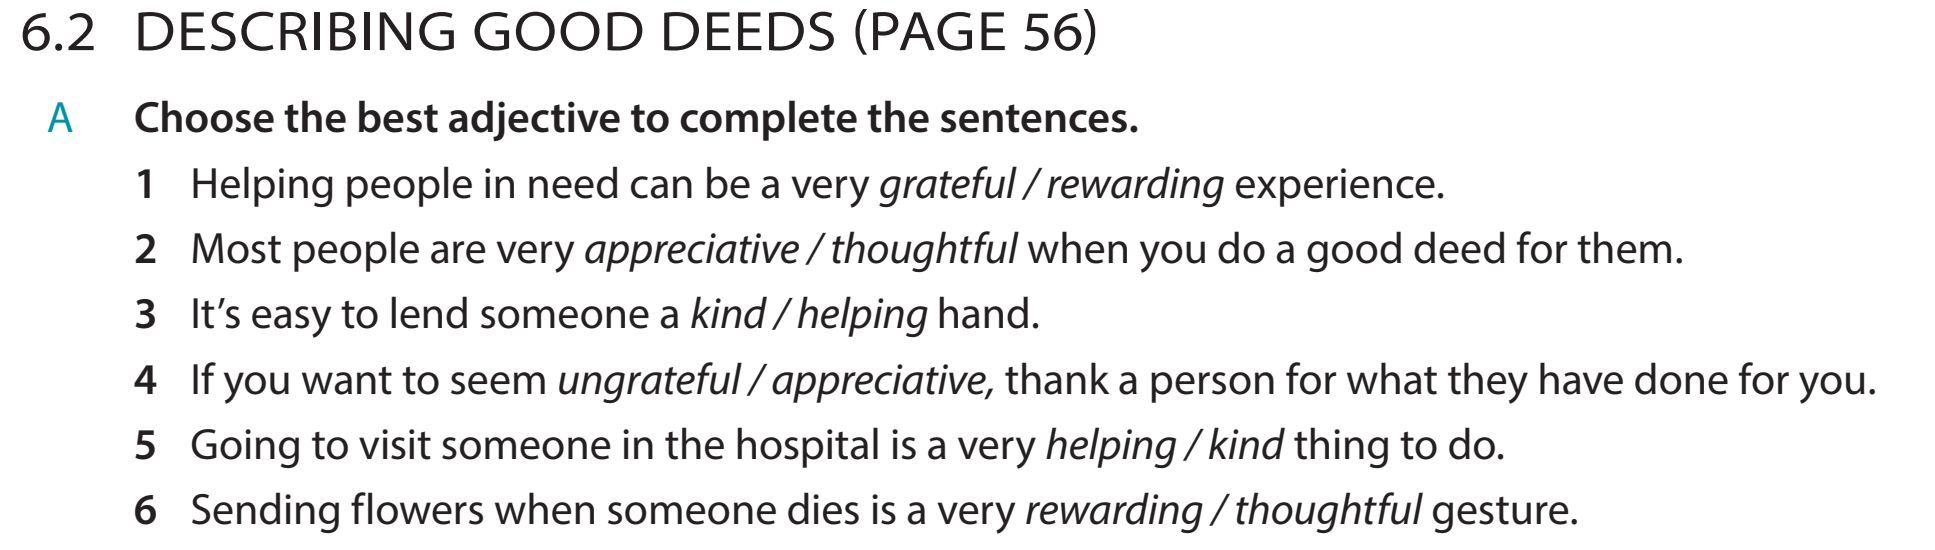 6.2 DESCRIBING GOOD DEEDS (PAGE 56)
A Choose the best adjective to complete the sentences.
1 Helping people in need can be a very grateful / rewarding experience.
2 Most people are very appreciative / thoughtful when you do a good deed for them.
3 It’s easy to lend someone a kind / helping hand.
4 If you want to seem ungrateful / appreciative, thank a person for what they have done for you.
5 Going to visit someone in the hospital is a very helping / kind thing to do.
6 Sending flowers when someone dies is a very rewarding / thoughtful gesture.